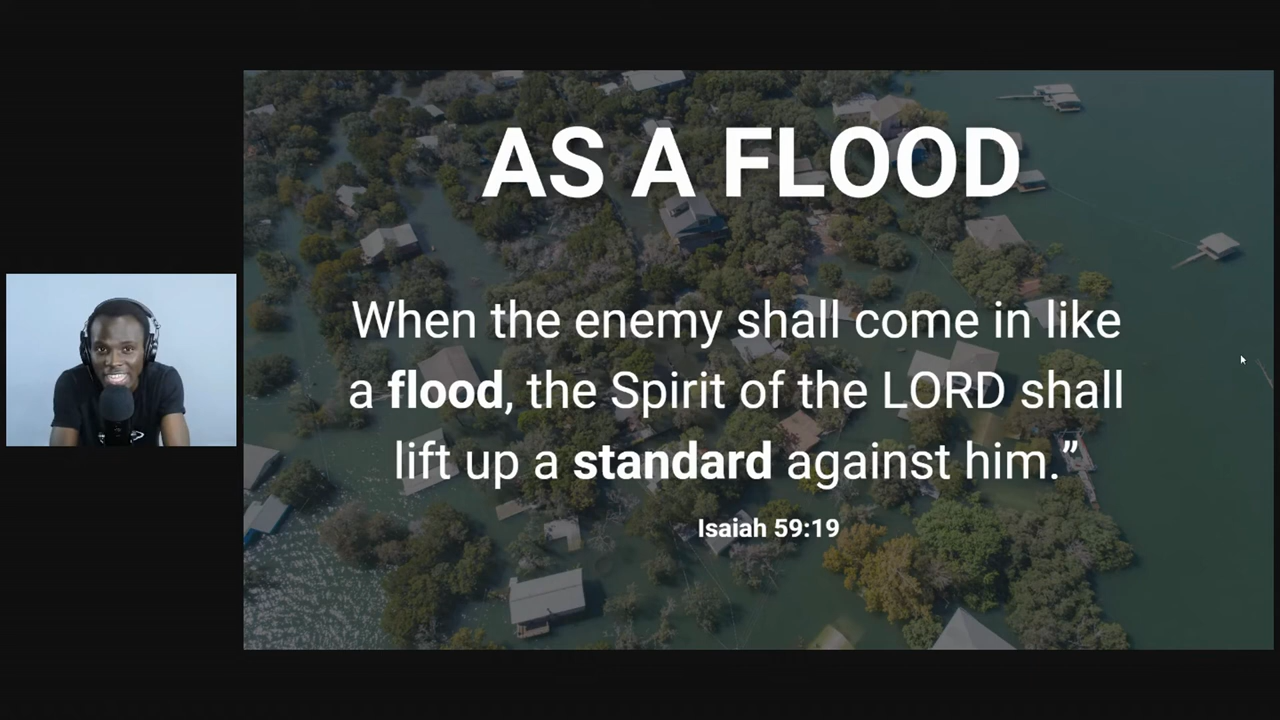 AS A FLOOD
When the enemy shall come in like
a flood, the Spirit of the LORD shall
lift up a standard against him.”
Isaiah 59:19